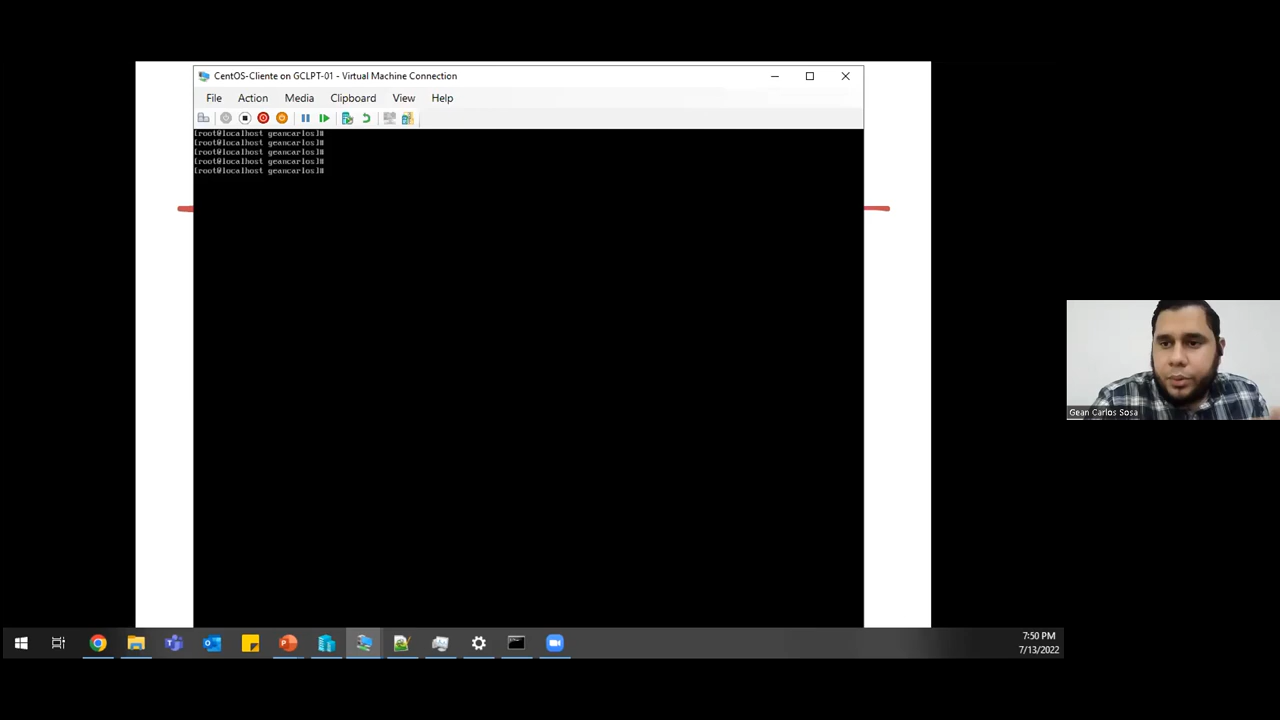 CentOS-Cliente on GCLPT-01 - Virtual Machine Connection
File Action Media Clipboard View Help
[root@localhost geancarlos]#
[root@localhost geancarlos]#
[root@localhost geancarlos]#
[root@localhost geancarlos]#
[root@localhost geancarlos]#
Gean Carlos Sosa
7:50 PM
7/13/2022